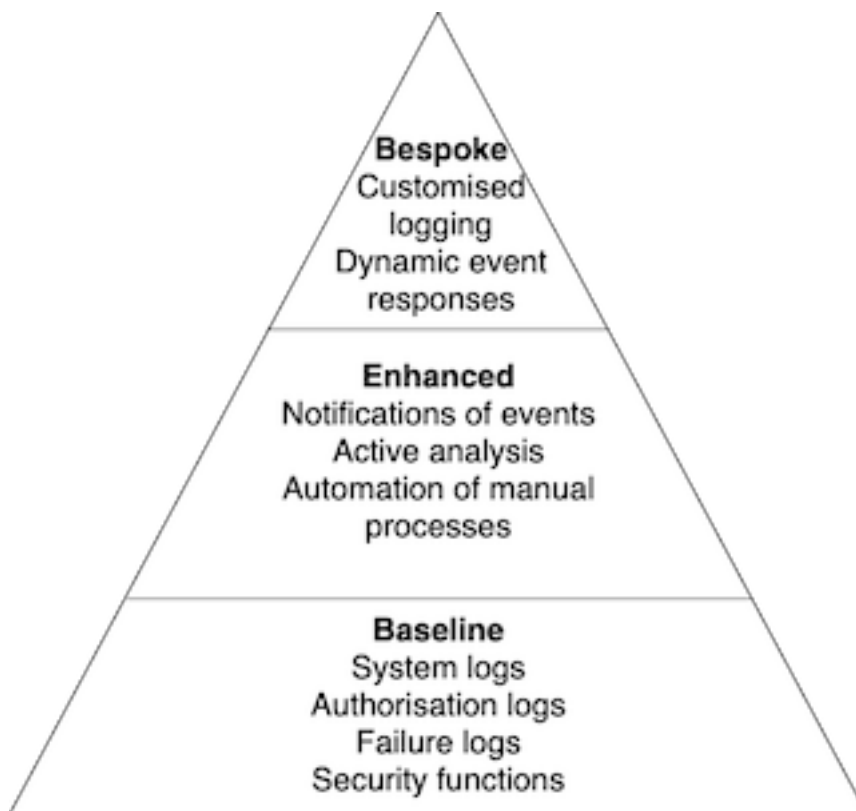 Bespoke
Customised
logging
Dynamic event
responses
Enhanced
Notifications of events
Active analysis
Automation of manual
processes
Baseline
System logs
Authorisation logs
Failure logs
Security functions